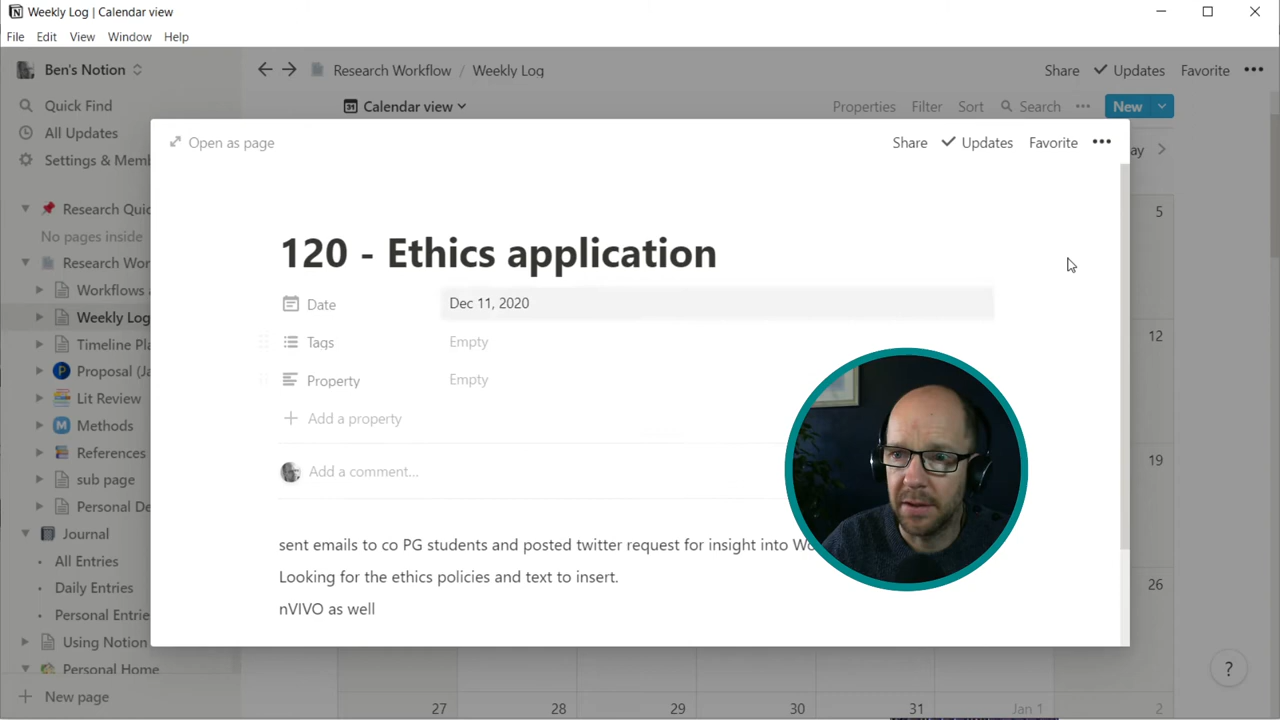 Weekly Log | Calendar view
File Edit View Window Help
Ben's Notion
Research Workflow / Weekly Log
Share Updates Favorite •••
Quick Find
Calendar view
Properties Filter Sort Search ••• New
All Updates
Open as page
Share Updates Favorite •••
Settings & Memb
ay
Research Quic
5
No pages inside
120 - Ethics application
Research Wor
Workflows a
Date Dec 11, 2020
Weekly Log
Timeline Pla
Tags Empty
12
Proposal (Ja
Property Empty
Lit Review
Add a property
Methods
References
19
Add a comment...
sub page
Personal De
Journal
sent emails to co PG students and posted twitter request for insight into Wo
All Entries
Looking for the ethics policies and text to insert.
Daily Entries
26
nVIVO as well
Personal Entrie
Using Notion
Personal Home
?
New page
27 28 29 30 31 Jan 1 2